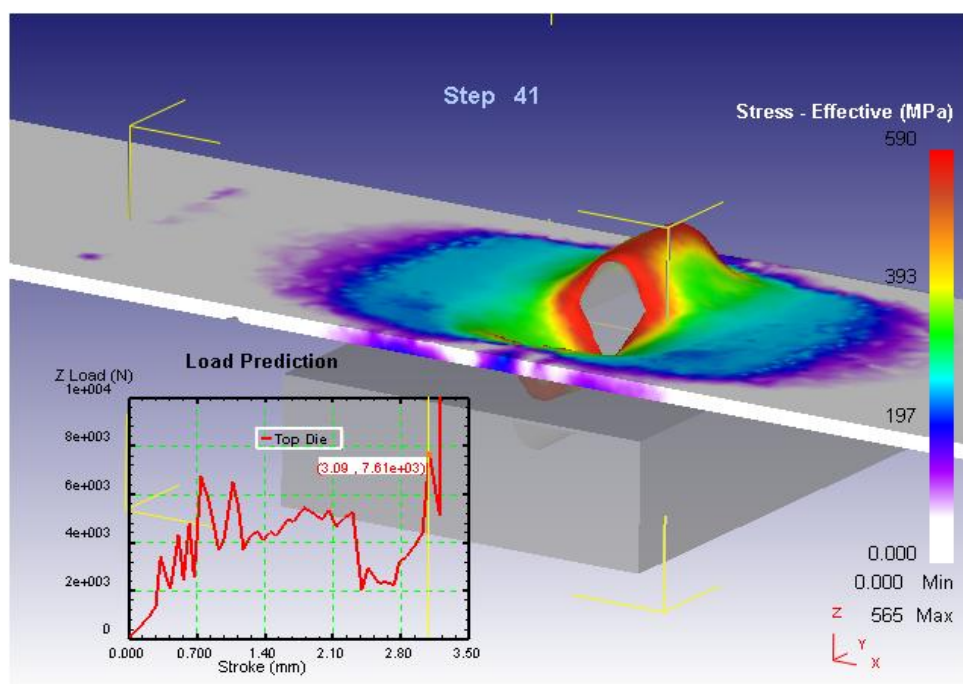 Step 41
Stress - Effective (MPa)
590
393
197
0.000
0.000 Min
565 Max
Z
Y
X
Load Prediction
Z Load (N)
1e+004
8e+003
6e+003
4e+003
2e+003
0
Top Die
(3.09 , 7.61e+03)
0.000
0.700
1.40
2.10
2.80
3.50
Stroke (mm)